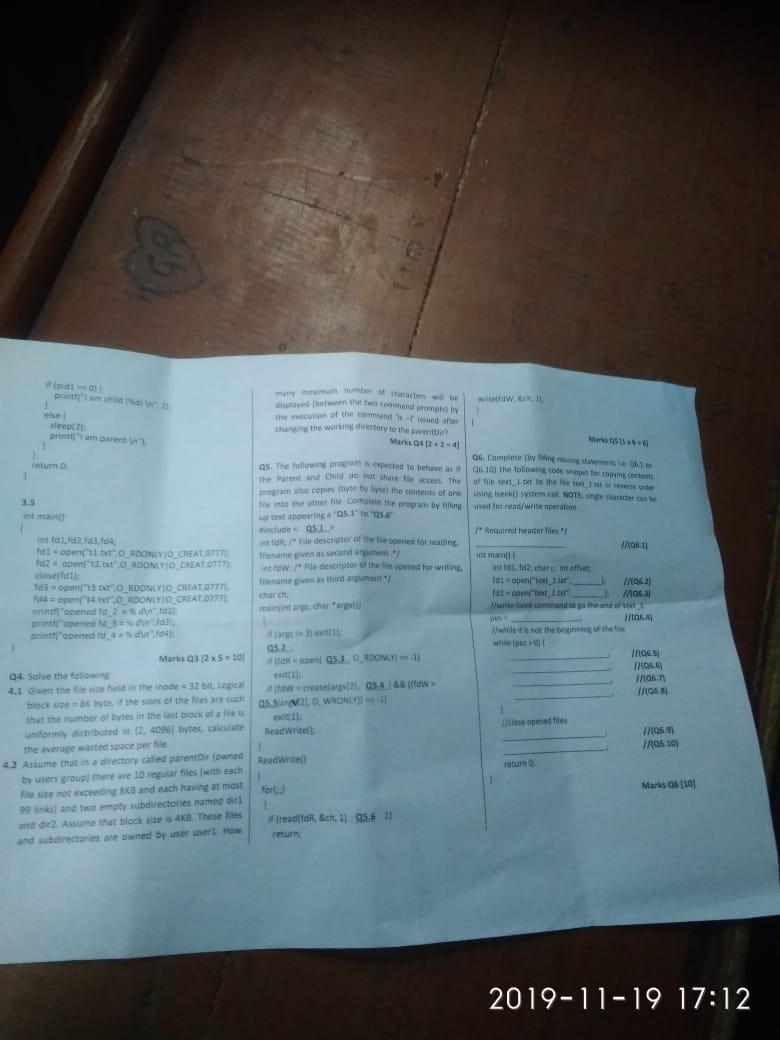 if (pid1 == 0) {
printf("I am child [%d] \n", 2);
}
else {
sleep(2);
printf("I am parent \n");
}
}
return 0;
}
3.5
int main()
{
int fd1,fd2,fd3,fd4;
fd1 = open("t1.txt",O_RDONLY|O_CREAT,0777);
fd2 = open("t2.txt",O_RDONLY|O_CREAT,0777);
close(fd1);
fd3 = open("t3.txt",O_RDONLY|O_CREAT,0777);
fd4 = open("t4.txt",O_RDONLY|O_CREAT,0777);
printf("opened fd_2 = % d\n",fd2);
printf("opened fd_3 = % d\n",fd3);
printf("opened fd_4 = % d\n",fd4);
}
Marks Q3 [2 x 5 = 10]
Q4. Solve the following
4.1 Given the file size field in the inode = 32 bit, Logical
block size = 8K byte, if the sizes of the files are such
that the number of bytes in the last block of a file is
uniformly distributed in [2, 4096] bytes, calculate
the average wasted space per file.
4.2 Assume that in a directory called parentDir (owned
by users group) there are 10 regular files (with each
file size not exceeding 8KB and each having at most
99 links) and two empty subdirectories named dir1
and dir2. Assume that block size is 4KB. These files
and subdirectories are owned by user user1. How
many maximum number of characters will be
displayed (between the two command prompts) by
the execution of the command 'ls -l' issued after
changing the working directory to the parentDir?
Marks Q4 [2 + 2 = 4]
Q5. The following program is expected to behave as if
the Parent and Child do not share file access. The
program also copies (byte by byte) the contents of one
file into the other file. Complete the program by filling
up text appearing a "Q5.1" to "Q5.6"
#include < Q5.1 >
int fdR; /* File descriptor of the file opened for reading,
filename given as second argument */
int fdW; /* File descriptor of the file opened for writing,
filename given as third argument */
char ch;
main(int argc, char *argv[])
{
if (argc != 3) exit(1);
Q5.2
if (fdR = open( Q5.3 , O_RDONLY) == -1)
exit(1);
if (fdW = create(argv[2], Q5.4 ) && ((fdW =
Q5.5(argv[2], O_WRONLY)) == -1)
exit(1);
ReadWrite();
}
ReadWrite()
{
for(;;)
{
if (read(fdR, &ch, 1) Q5.6 1)
return;
write(fdW, &ch, 1);
}
}
Marks Q5 [1 x 6 = 6]
Q6. Complete (by filling missing statements i.e. Q6.1 to
Q6.10) the following code snippet for copying contents
of file text_1.txt to the file text_2.txt in reverse order
using lseek() system call. NOTE: single character can be
used for read/write operation.
/* Required header files */
____________ //(Q6.1)
int main() {
int fd1, fd2; char c; int offset;
fd1 = open("text_1.txt", ______); //(Q6.2)
fd2 = open("text_2.txt", ______); //(Q6.3)
//write lseek command to go the end of text_1
pos = ____________; //(Q6.4)
//while it is not the beginning of the file
while (pos > 0) {
____________; //(Q6.5)
____________; //(Q6.6)
____________; //(Q6.7)
____________; //(Q6.8)
}
//close opened files
____________; //(Q6.9)
____________; //(Q6.10)
return 0;
}
Marks Q6 [10]
2019-11-19 17:12